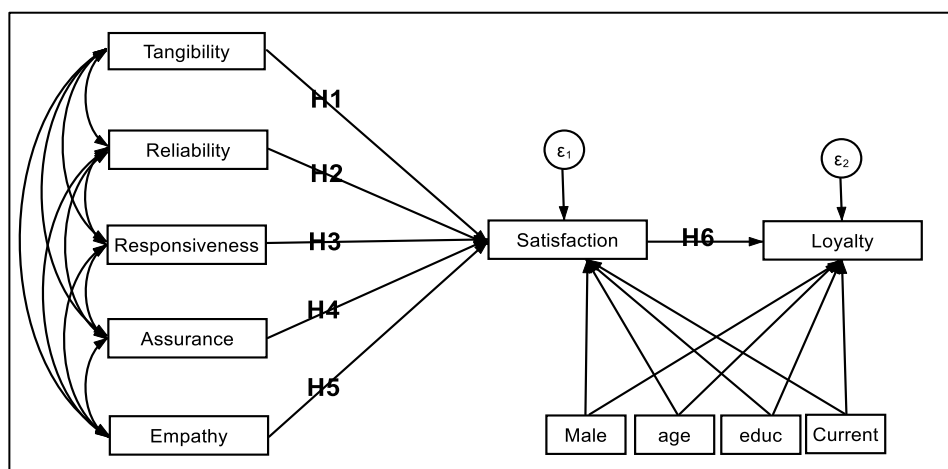 Tangibility
H1
Reliability
H2
Responsiveness
H3
Assurance
H4
Empathy
H5
ε1
Satisfaction
H6
ε2
Loyalty
Male
age
educ
Current